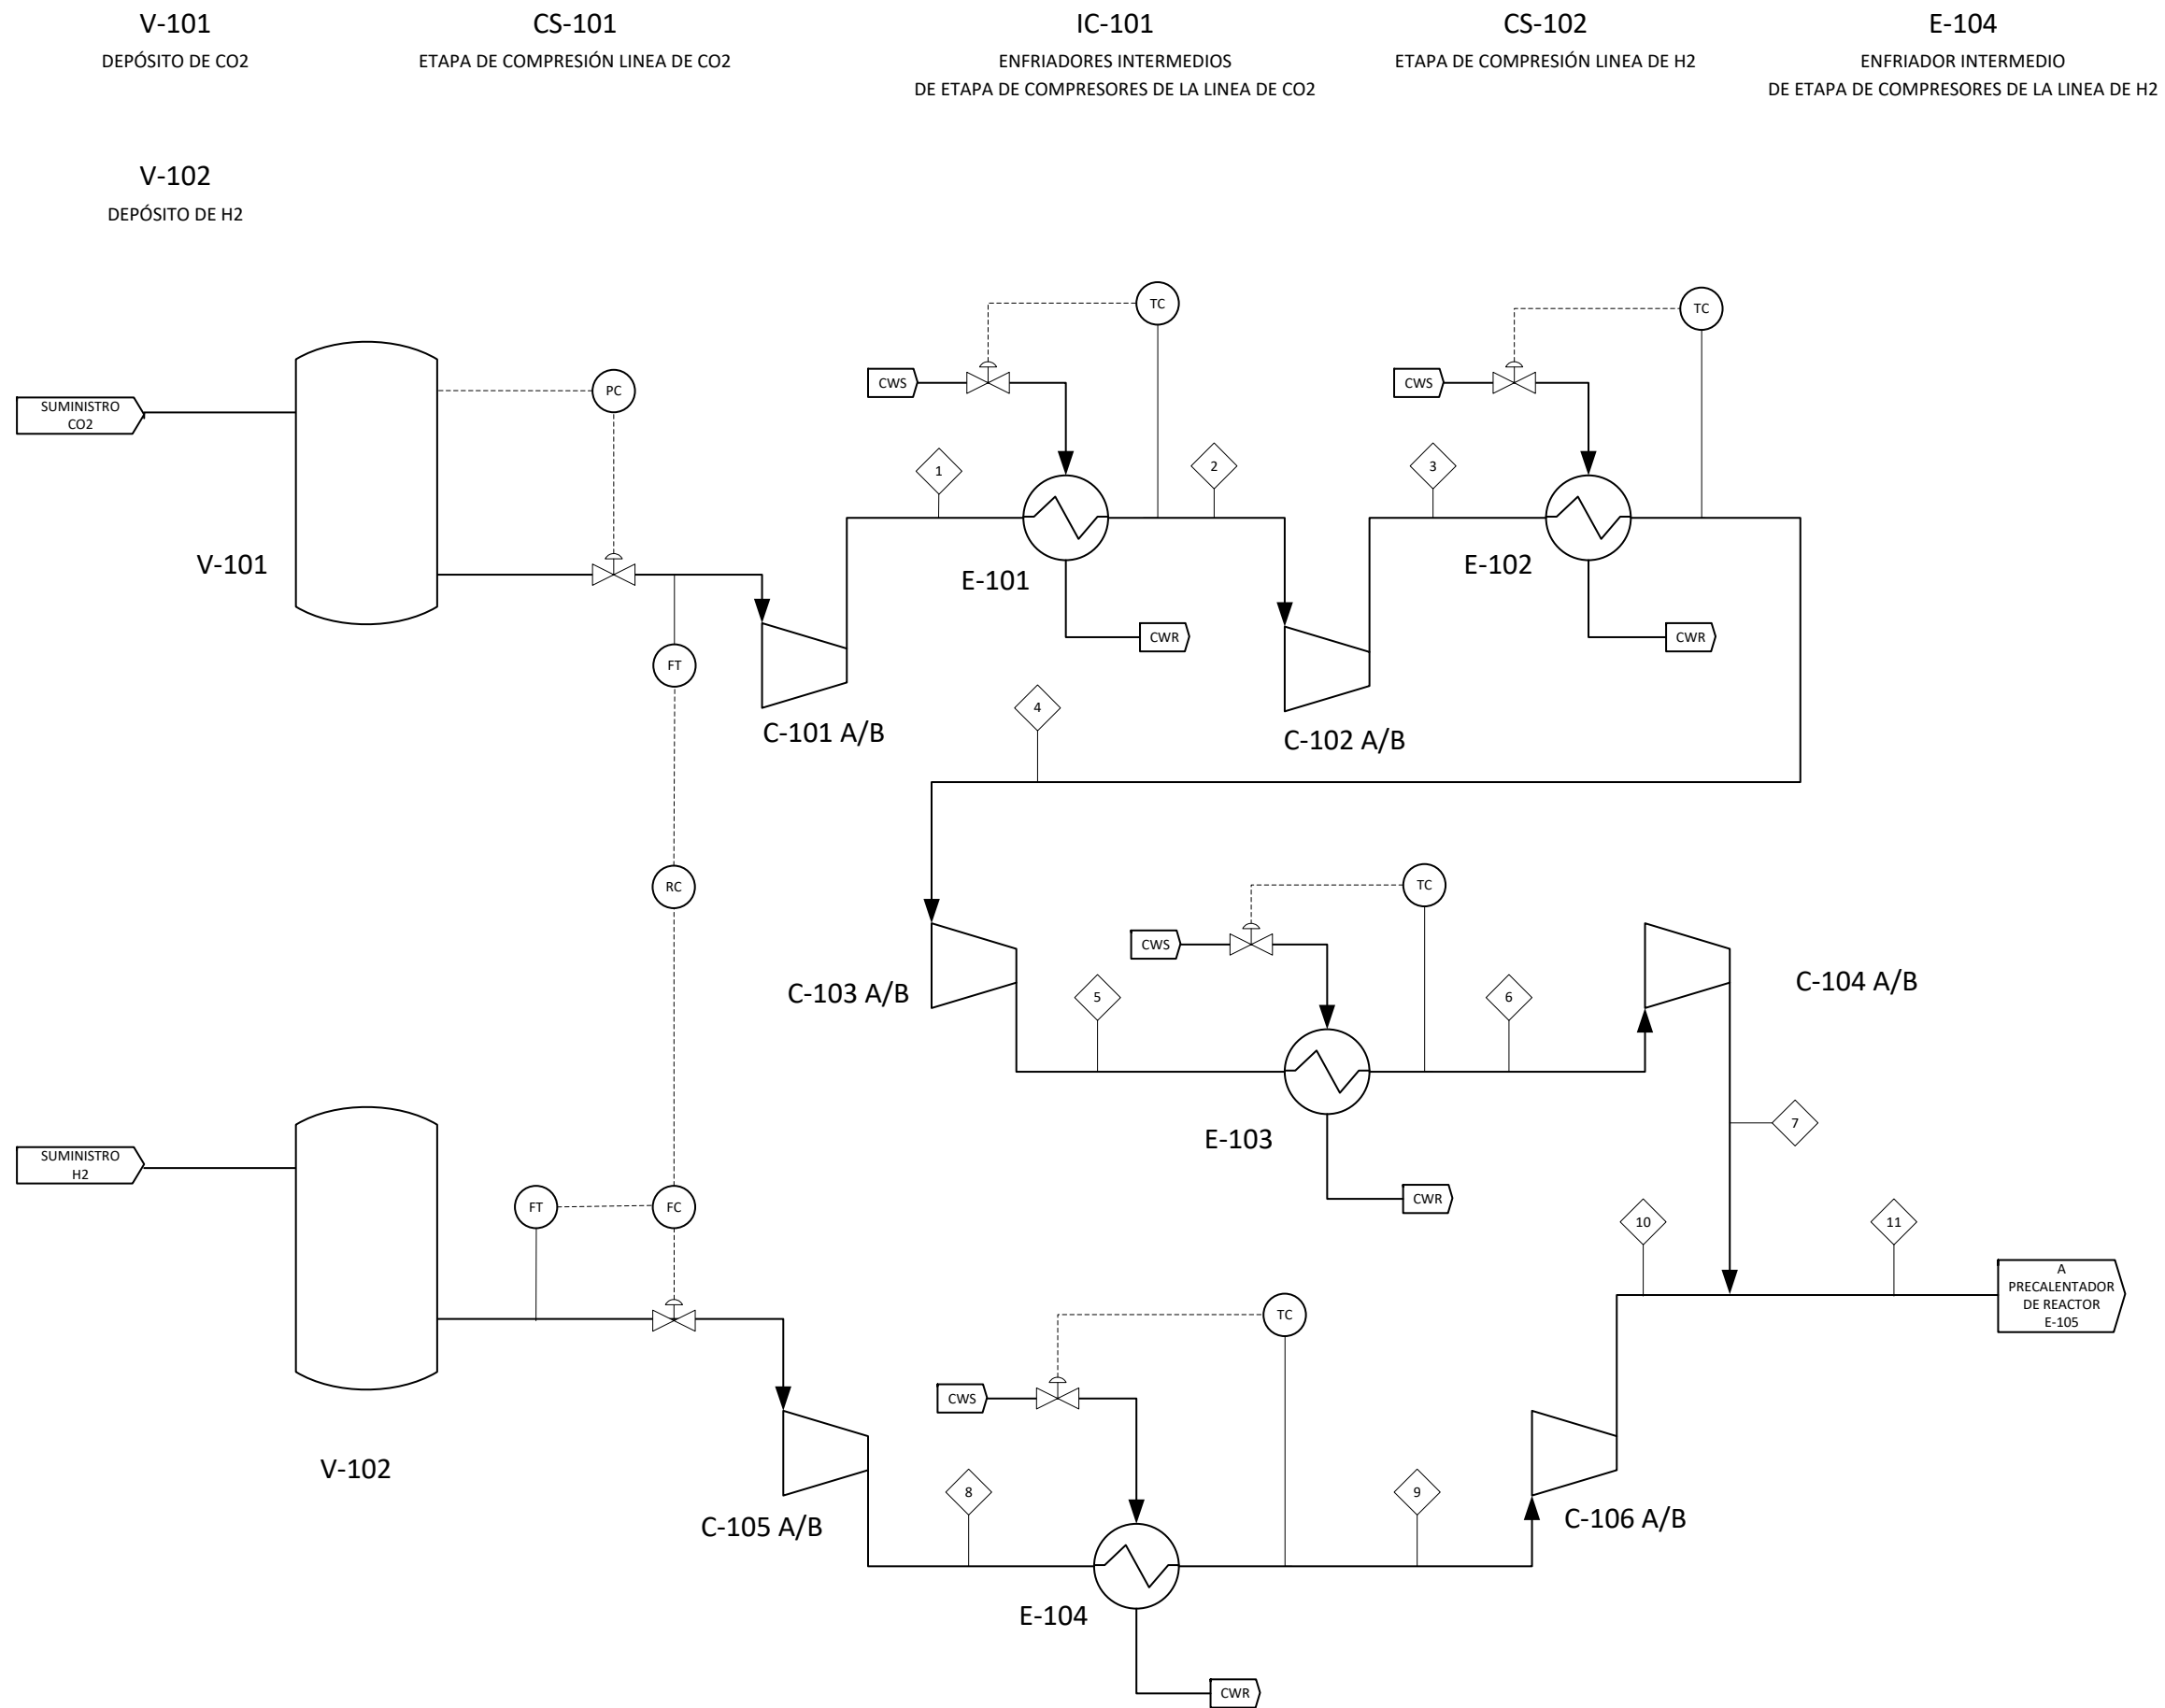 V-101
DEPÓSITO DE CO2
CS-101
ETAPA DE COMPRESIÓN LINEA DE CO2
IC-101
ENFRIADORES INTERMEDIOS
DE ETAPA DE COMPRESORES DE LA LINEA DE CO2
CS-102
ETAPA DE COMPRESIÓN LINEA DE H2
E-104
ENFRIADOR INTERMEDIO
DE ETAPA DE COMPRESORES DE LA LINEA DE H2
V-102
DEPÓSITO DE H2
TC
TC
CWS
CWS
PC
SUMINISTRO
CO2
1
2
3
V-101
E-101
E-102
CWR
CWR
FT
4
C-101 A/B
C-102 A/B
RC
TC
CWS
C-103 A/B
5
6
C-104 A/B
E-103
7
SUMINISTRO
H2
FT
FC
CWR
10
11
A
PRECALENTADOR
DE REACTOR
E-105
TC
CWS
V-102
8
9
C-105 A/B
C-106 A/B
E-104
CWR